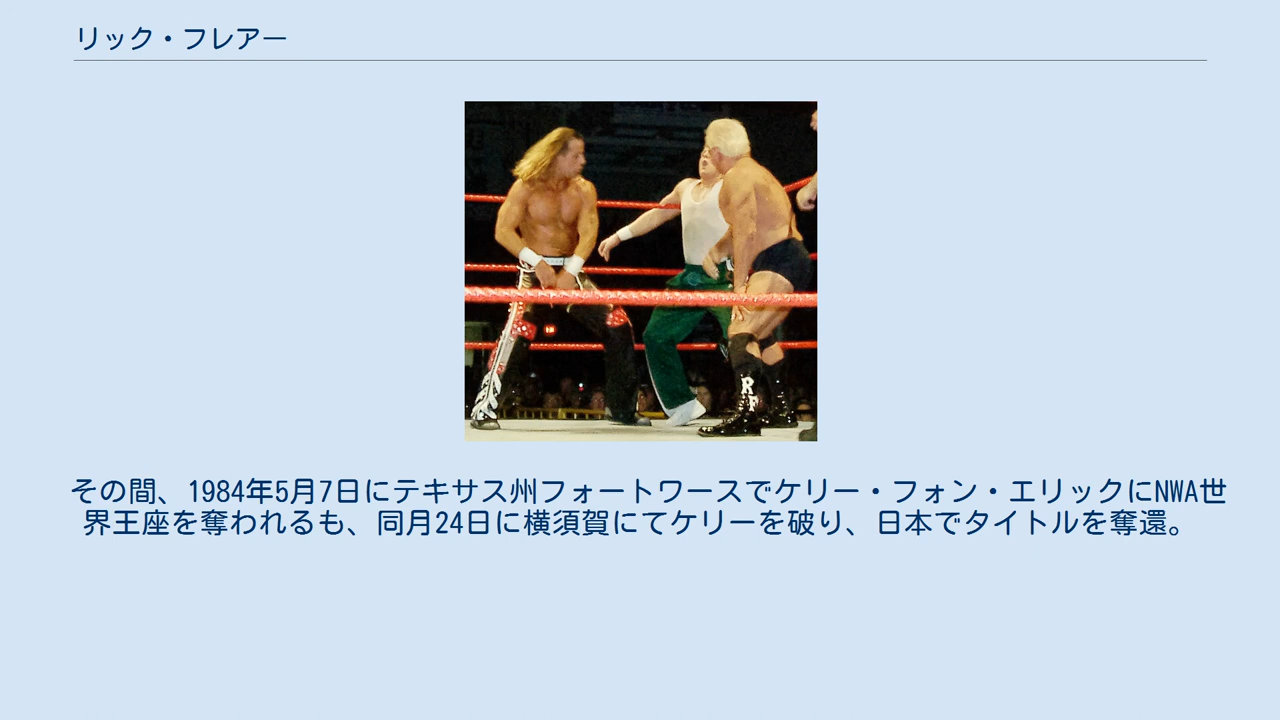 リック・フレアー
RF
その間、1984年5月7日にテキサス州フォートワースでケリー・フォン・エリックにNWA世
界王座を奪われるも、同月24日に横須賀にてケリーを破り、日本でタイトルを奪還。